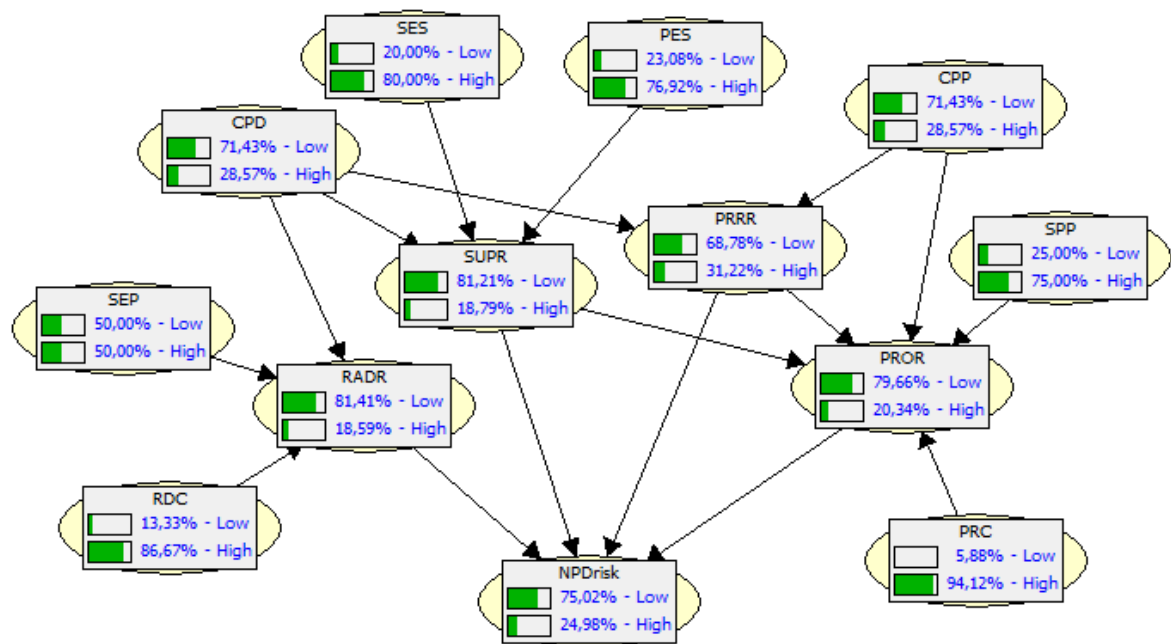 SES
20,00% - Low
80,00% - High
PES
23,08% - Low
76,92% - High
CPP
71,43% - Low
28,57% - High
CPD
71,43% - Low
28,57% - High
PRRR
68,78% - Low
31,22% - High
SPP
25,00% - Low
75,00% - High
SUPR
81,21% - Low
18,79% - High
SEP
50,00% - Low
50,00% - High
RADR
81,41% - Low
18,59% - High
PROR
79,66% - Low
20,34% - High
RDC
13,33% - Low
86,67% - High
PRC
5,88% - Low
94,12% - High
NPDrisk
75,02% - Low
24,98% - High